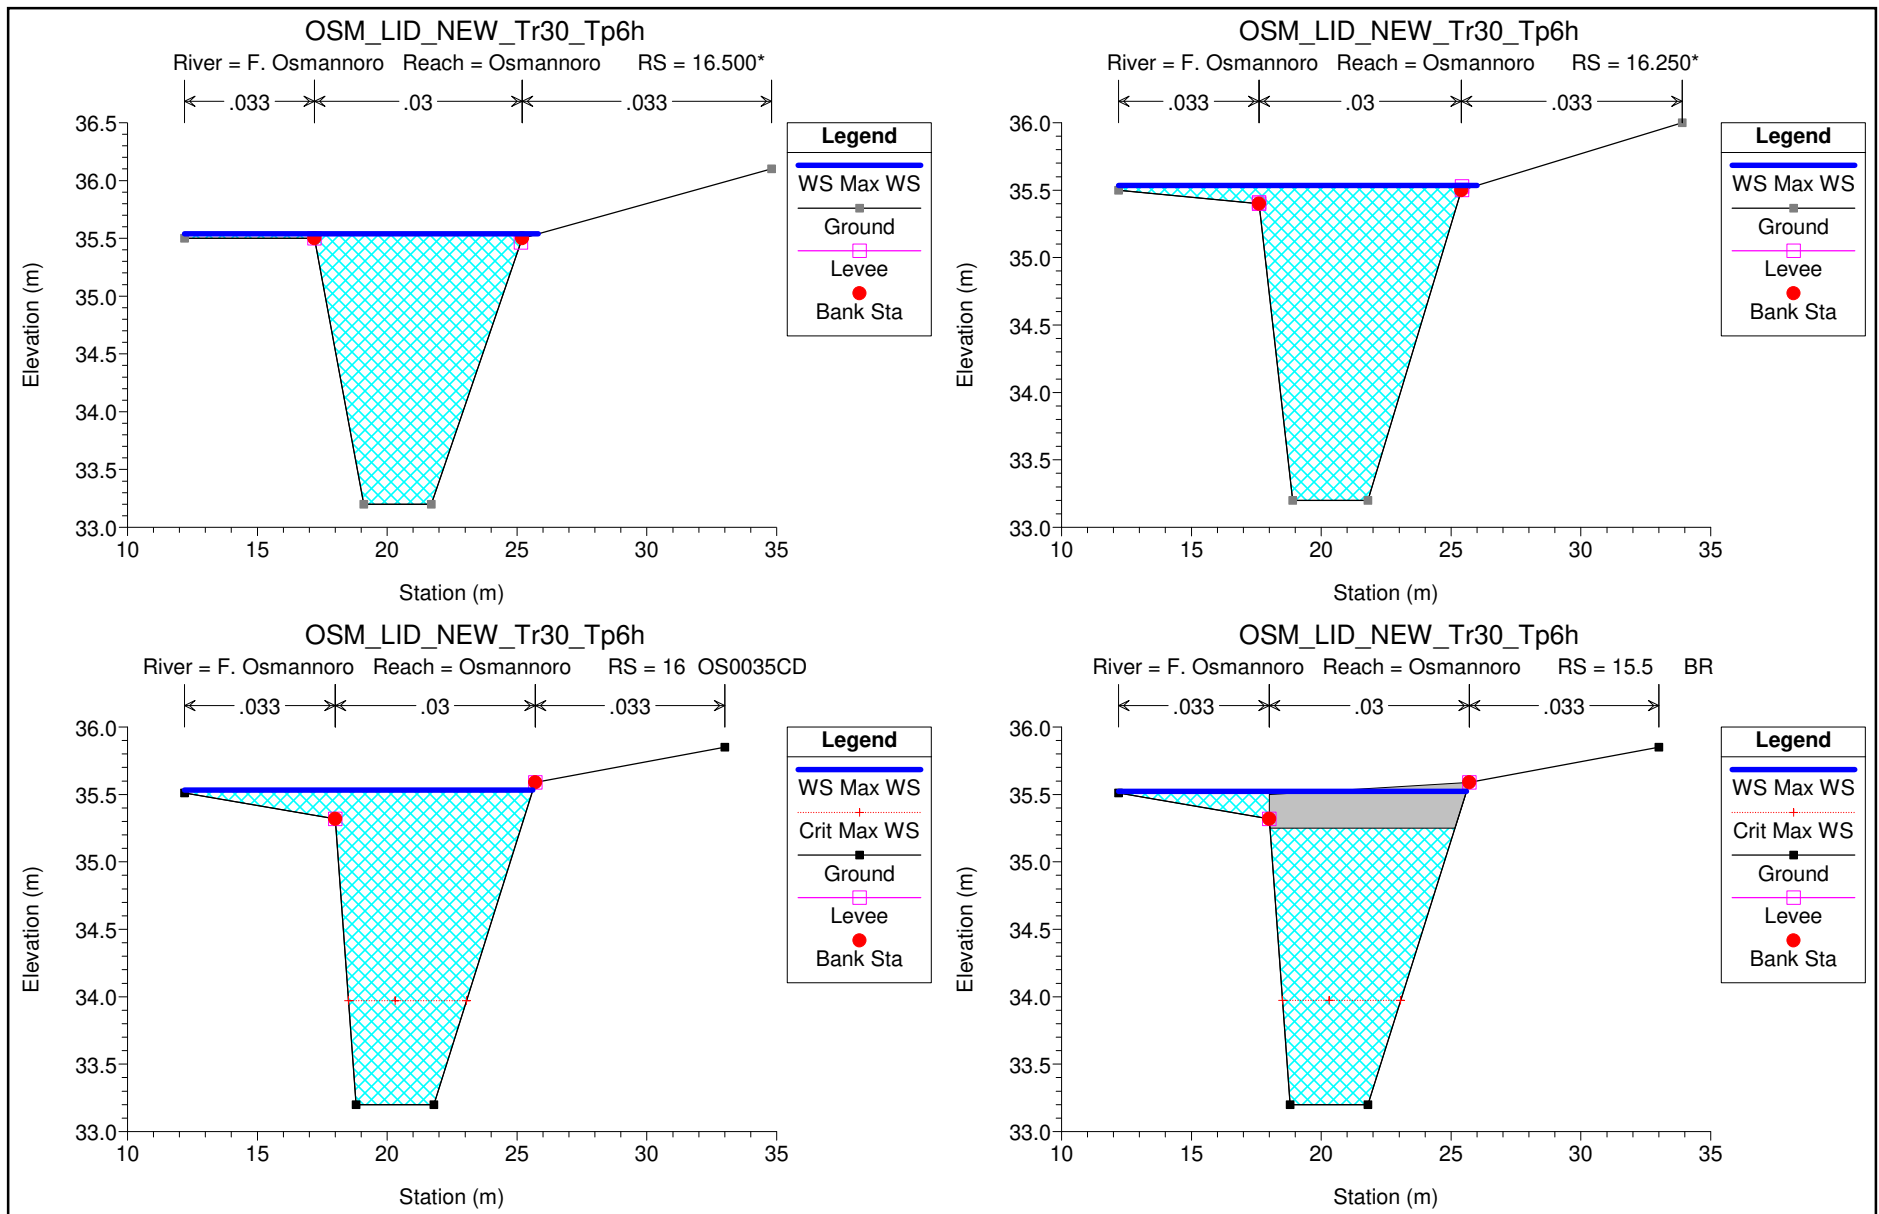 OSM_LID_NEW_Tr30_Tp6h
River = F. Osmannoro Reach = Osmannoro RS = 16.500*
.033 .03 .033
36.5
36.0
35.5
35.0
34.5
34.0
33.5
33.0
Elevation (m)
10 15 20 25 30 35
Station (m)
Legend
WS Max WS
Ground
Levee
Bank Sta
OSM_LID_NEW_Tr30_Tp6h
River = F. Osmannoro Reach = Osmannoro RS = 16.250*
.033 .03 .033
36.0
35.5
35.0
34.5
34.0
33.5
33.0
Elevation (m)
10 15 20 25 30 35
Station (m)
Legend
WS Max WS
Ground
Levee
Bank Sta
OSM_LID_NEW_Tr30_Tp6h
River = F. Osmannoro Reach = Osmannoro RS = 16 OS0035CD
.033 .03 .033
36.0
35.5
35.0
34.5
34.0
33.5
33.0
Elevation (m)
10 15 20 25 30 35
Station (m)
Legend
WS Max WS
Crit Max WS
Ground
Levee
Bank Sta
OSM_LID_NEW_Tr30_Tp6h
River = F. Osmannoro Reach = Osmannoro RS = 15.5 BR
.033 .03 .033
36.0
35.5
35.0
34.5
34.0
33.5
33.0
Elevation (m)
10 15 20 25 30 35
Station (m)
Legend
WS Max WS
Crit Max WS
Ground
Levee
Bank Sta